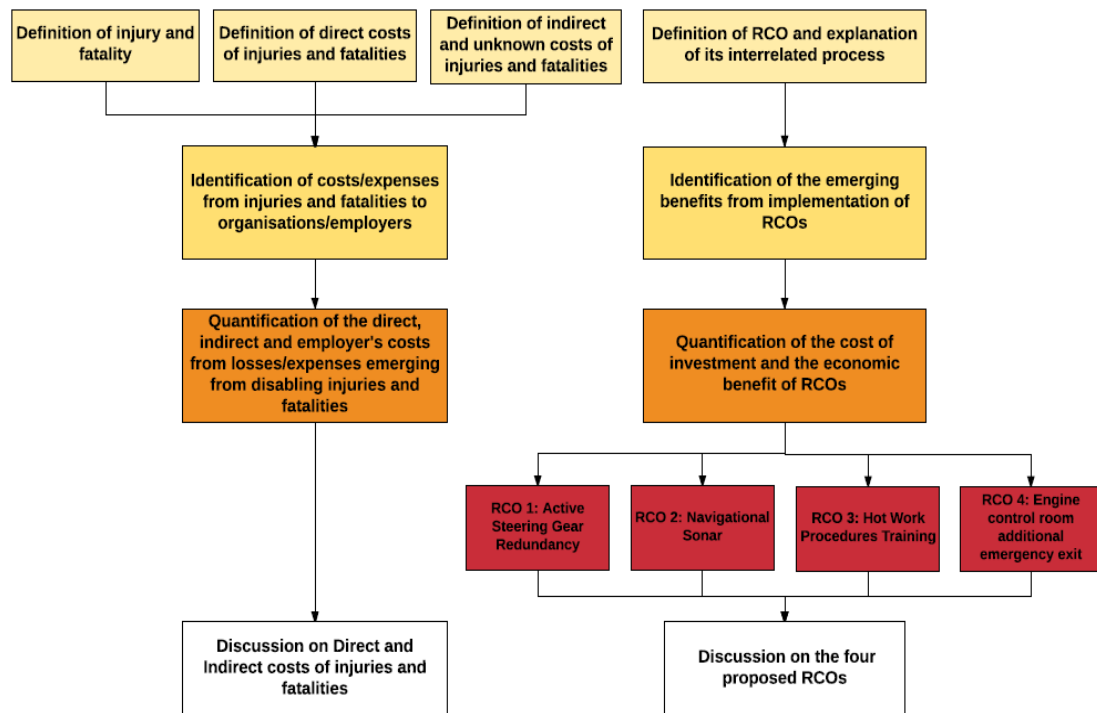 Definition of injury and
fatality
Definition of direct costs
of injuries and fatalities
Definition of indirect
and unknown costs of
injuries and fatalities
Definition of RCO and explanation
of its interrelated process
Identification of costs/expenses
from injuries and fatalities to
organisations/employers
Identification of the emerging
benefits from implementation of
RCOs
Quantification of the direct,
indirect and employer's costs
from losses/expenses emerging
from disabling injuries and
fatalities
Quantification of the cost of
investment and the economic
benefit of RCOs
RCO 1: Active
Steering Gear
Redundancy
RCO 2: Navigational
Sonar
RCO 3: Hot Work
Procedures Training
RCO 4: Engine
control room
additional
emergency exit
Discussion on Direct and
Indirect costs of injuries and
fatalities
Discussion on the four
proposed RCOs